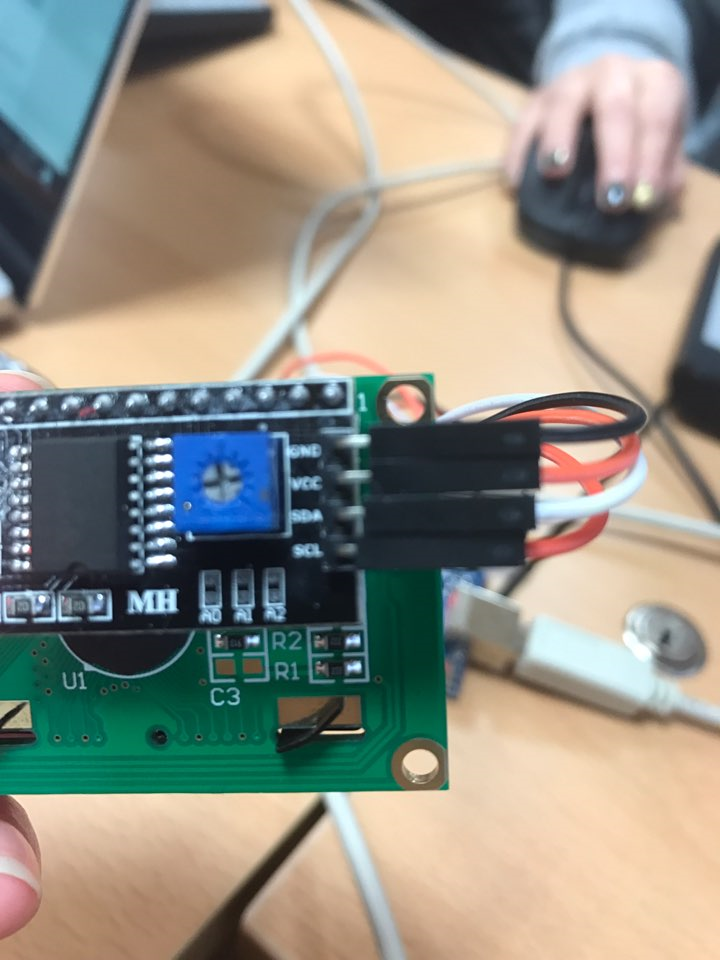 1
GND
VCC
SDA
SCL
MH
A0 A1 A2
R2
R1
U1
C3